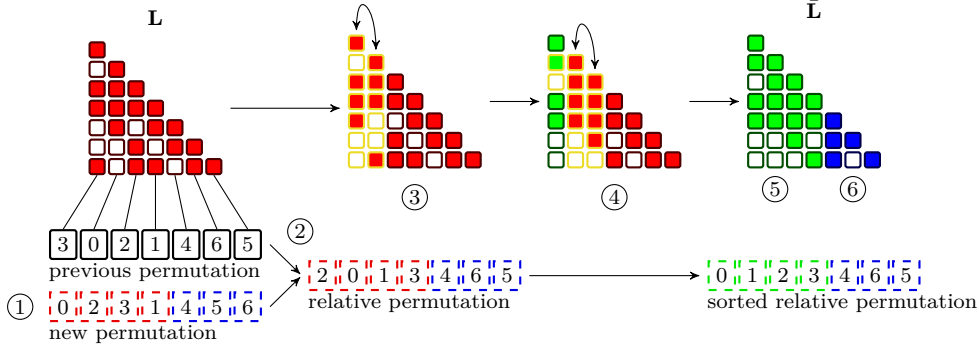 L
L̃
③
④
⑤ ⑥
②
3 0 2 1 4 6 5
previous permutation
2 0 1 3 4 6 5
relative permutation
0 1 2 3 4 6 5
sorted relative permutation
① 0 2 3 1 4 5 6
new permutation